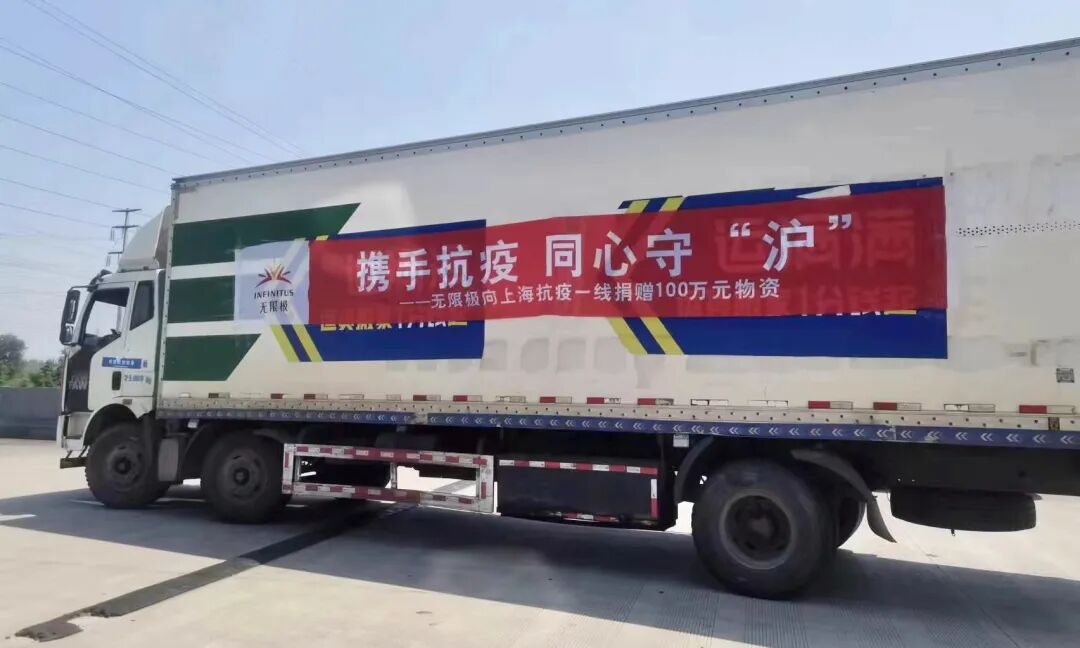 携手抗疫 同心守“沪”
——无限极向上海抗疫一线捐赠100万元物资
INFINITUS
无限极
FAW